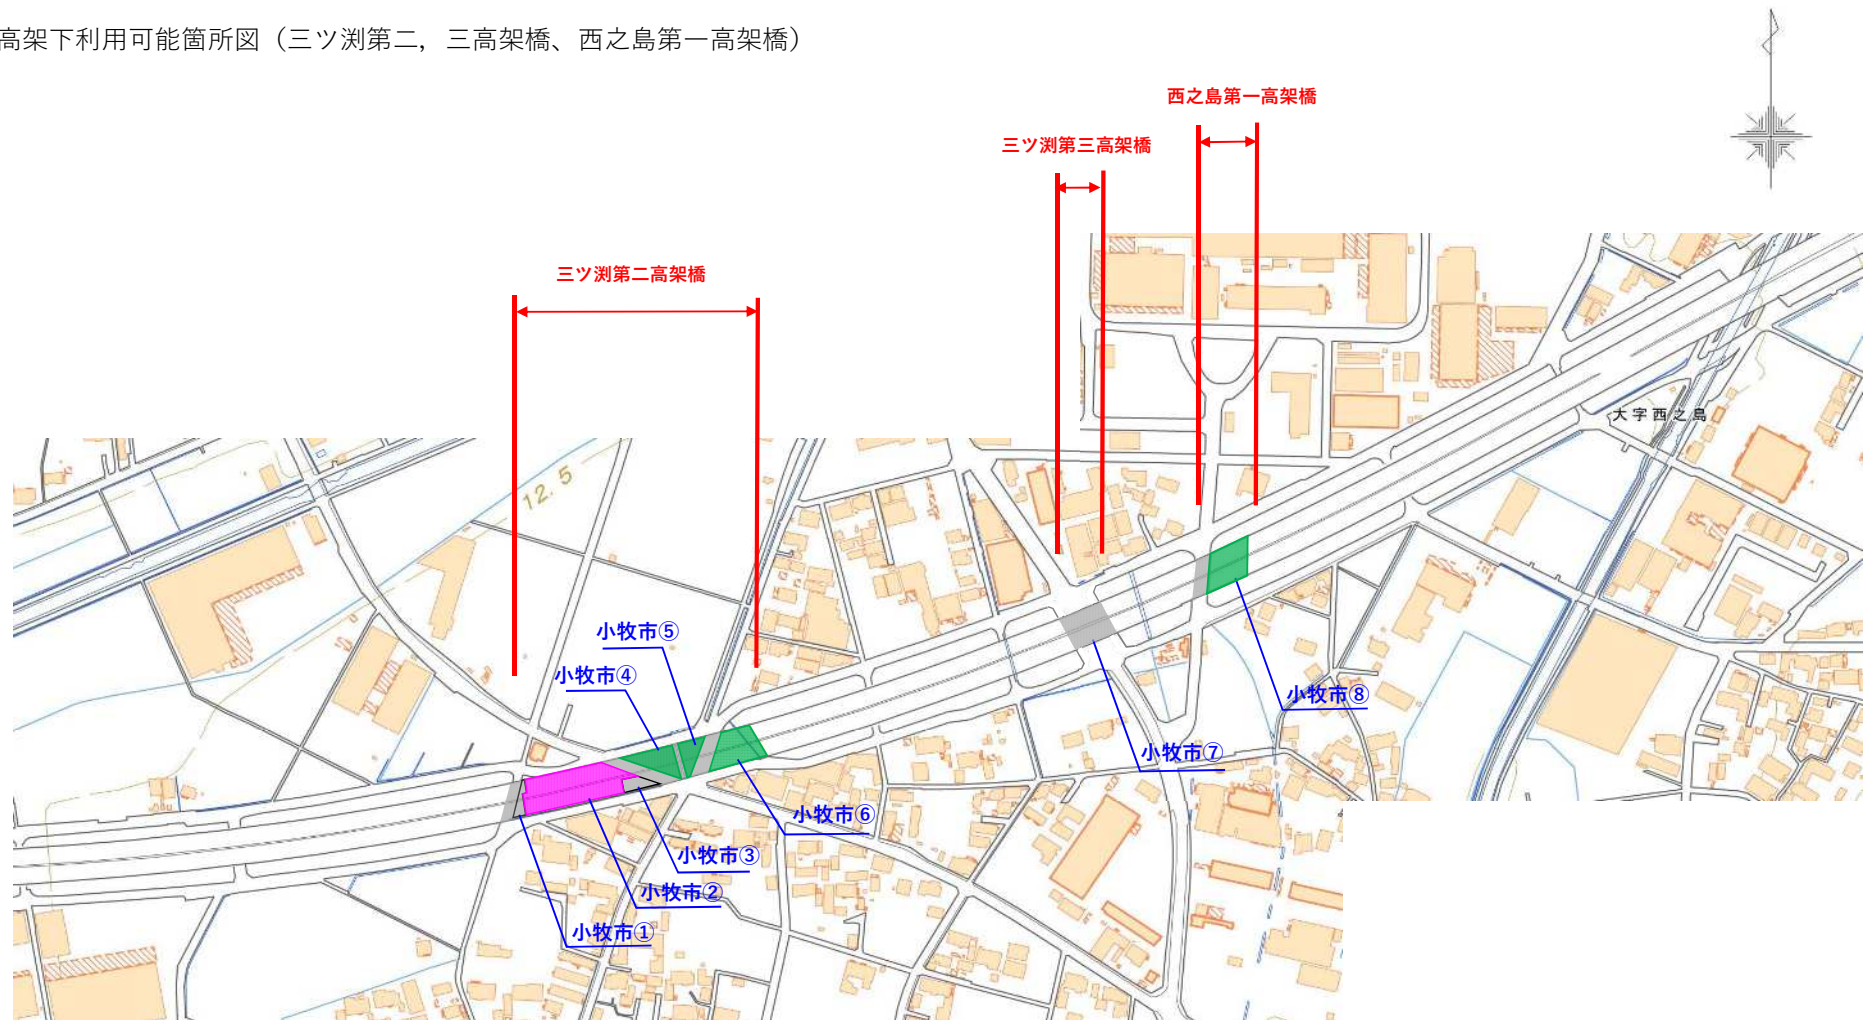 高架下利用可能箇所図（三ツ渕第二，三高架橋、西之島第一高架橋）
西之島第一高架橋
三ツ渕第三高架橋
三ツ渕第二高架橋
大字西之島
12.5
小牧市⑤
小牧市④
小牧市⑧
小牧市⑦
小牧市⑥
小牧市③
小牧市②
小牧市①